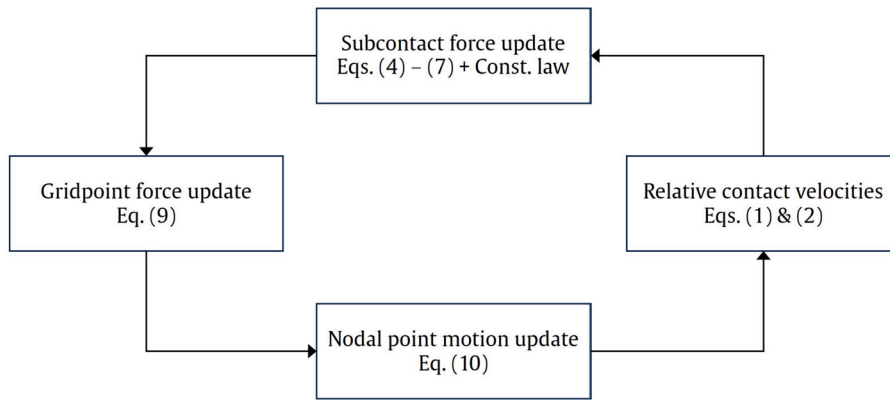 Subcontact force update
Eqs. (4) – (7) + Const. law
Gridpoint force update
Eq. (9)
Relative contact velocities
Eqs. (1) & (2)
Nodal point motion update
Eq. (10)